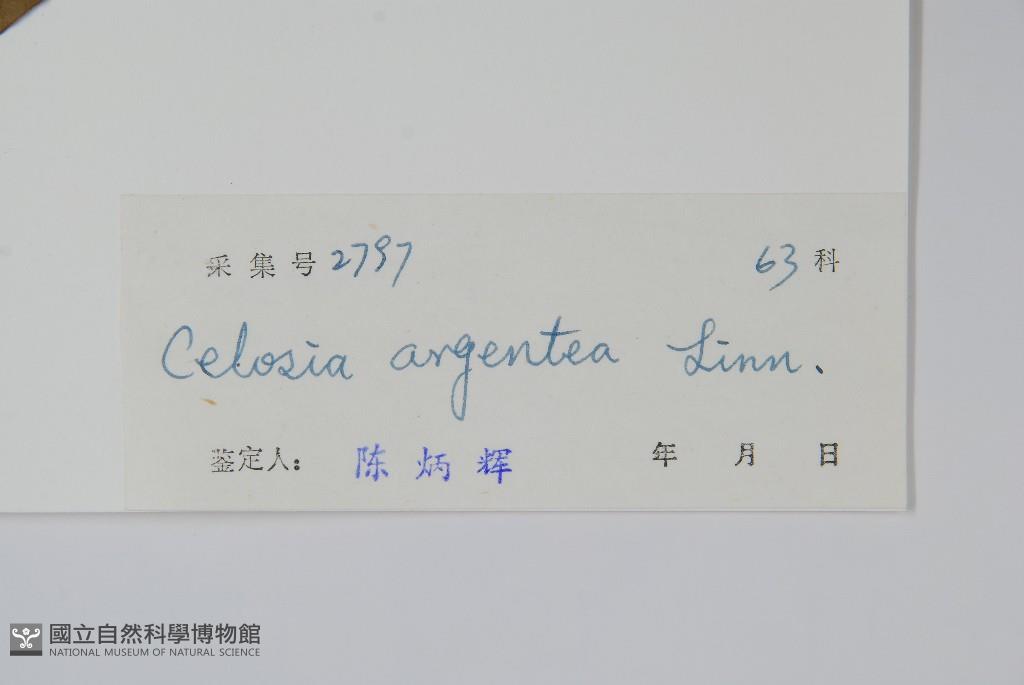 采集号 2797 63 科
Celosia argentea Linn.
鉴定人: 陈炳辉 年 月 日
國立自然科學博物館
NATIONAL MUSEUM OF NATURAL SCIENCE